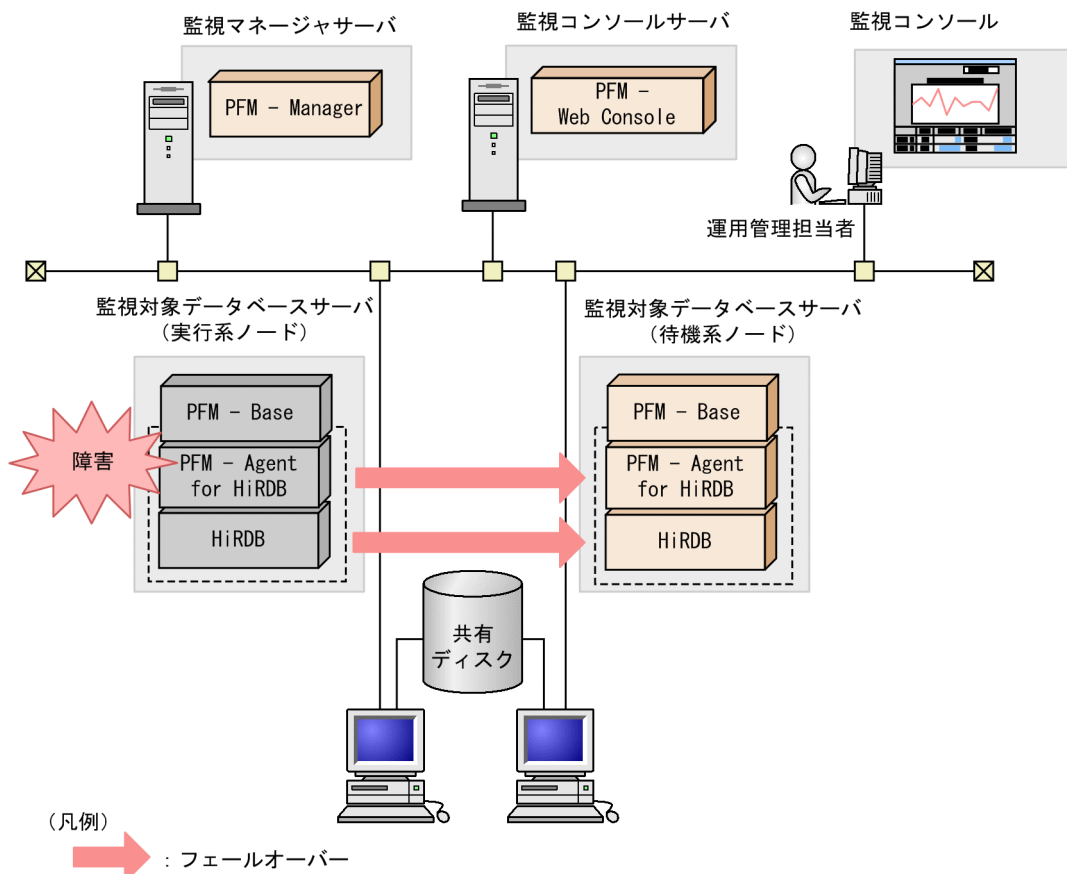 監視マネージャサーバ
監視コンソールサーバ
監視コンソール
PFM - Manager
PFM -
Web Console
運用管理担当者
監視対象データベースサーバ
(実行系ノード)
監視対象データベースサーバ
(待機系ノード)
PFM - Base
PFM - Agent
for HiRDB
HiRDB
障害
PFM - Base
PFM - Agent
for HiRDB
HiRDB
共有
ディスク
(凡例)
:フェールオーバー